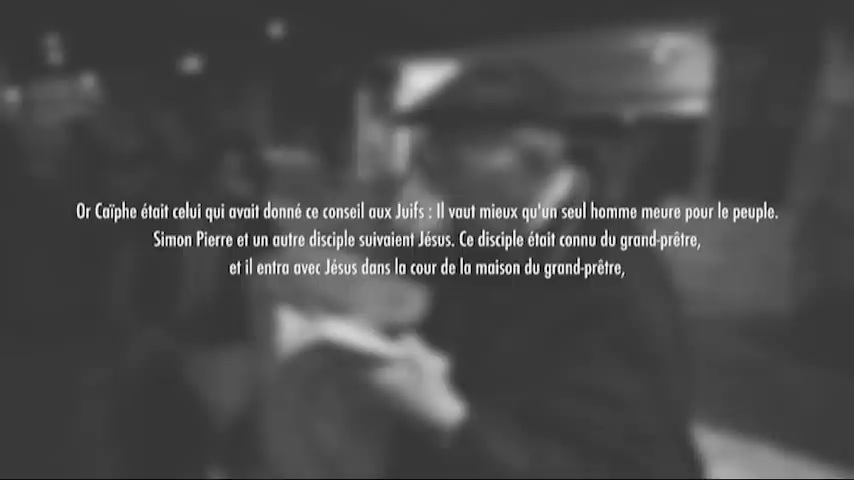 Or Caïphe était celui qui avait donné ce conseil aux Juifs : Il vaut mieux qu'un seul homme meure pour le peuple.
Simon Pierre et un autre disciple suivaient Jésus. Ce disciple était connu du grand-prêtre,
et il entra avec Jésus dans la cour de la maison du grand-prêtre,